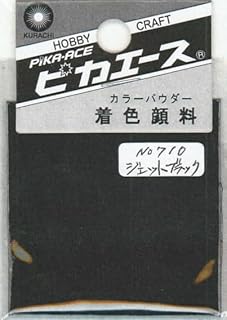 HOBBY CRAFT
KURACHI
PiKA-ACE
ピカエース®
カラーパウダー
着色顔料
No 710
ジェットブラック